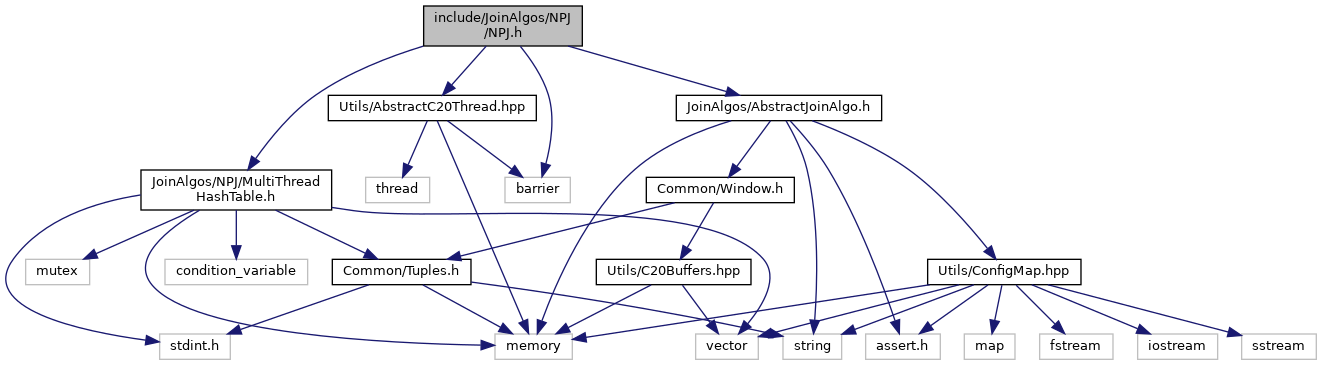 include/JoinAlgos/NPJ
/NPJ.h
Utils/AbstractC20Thread.hpp
JoinAlgos/AbstractJoinAlgo.h
JoinAlgos/NPJ/MultiThread
HashTable.h
thread
barrier
Common/Window.h
mutex
condition_variable
Common/Tuples.h
Utils/C20Buffers.hpp
Utils/ConfigMap.hpp
stdint.h
memory
vector
string
assert.h
map
fstream
iostream
sstream